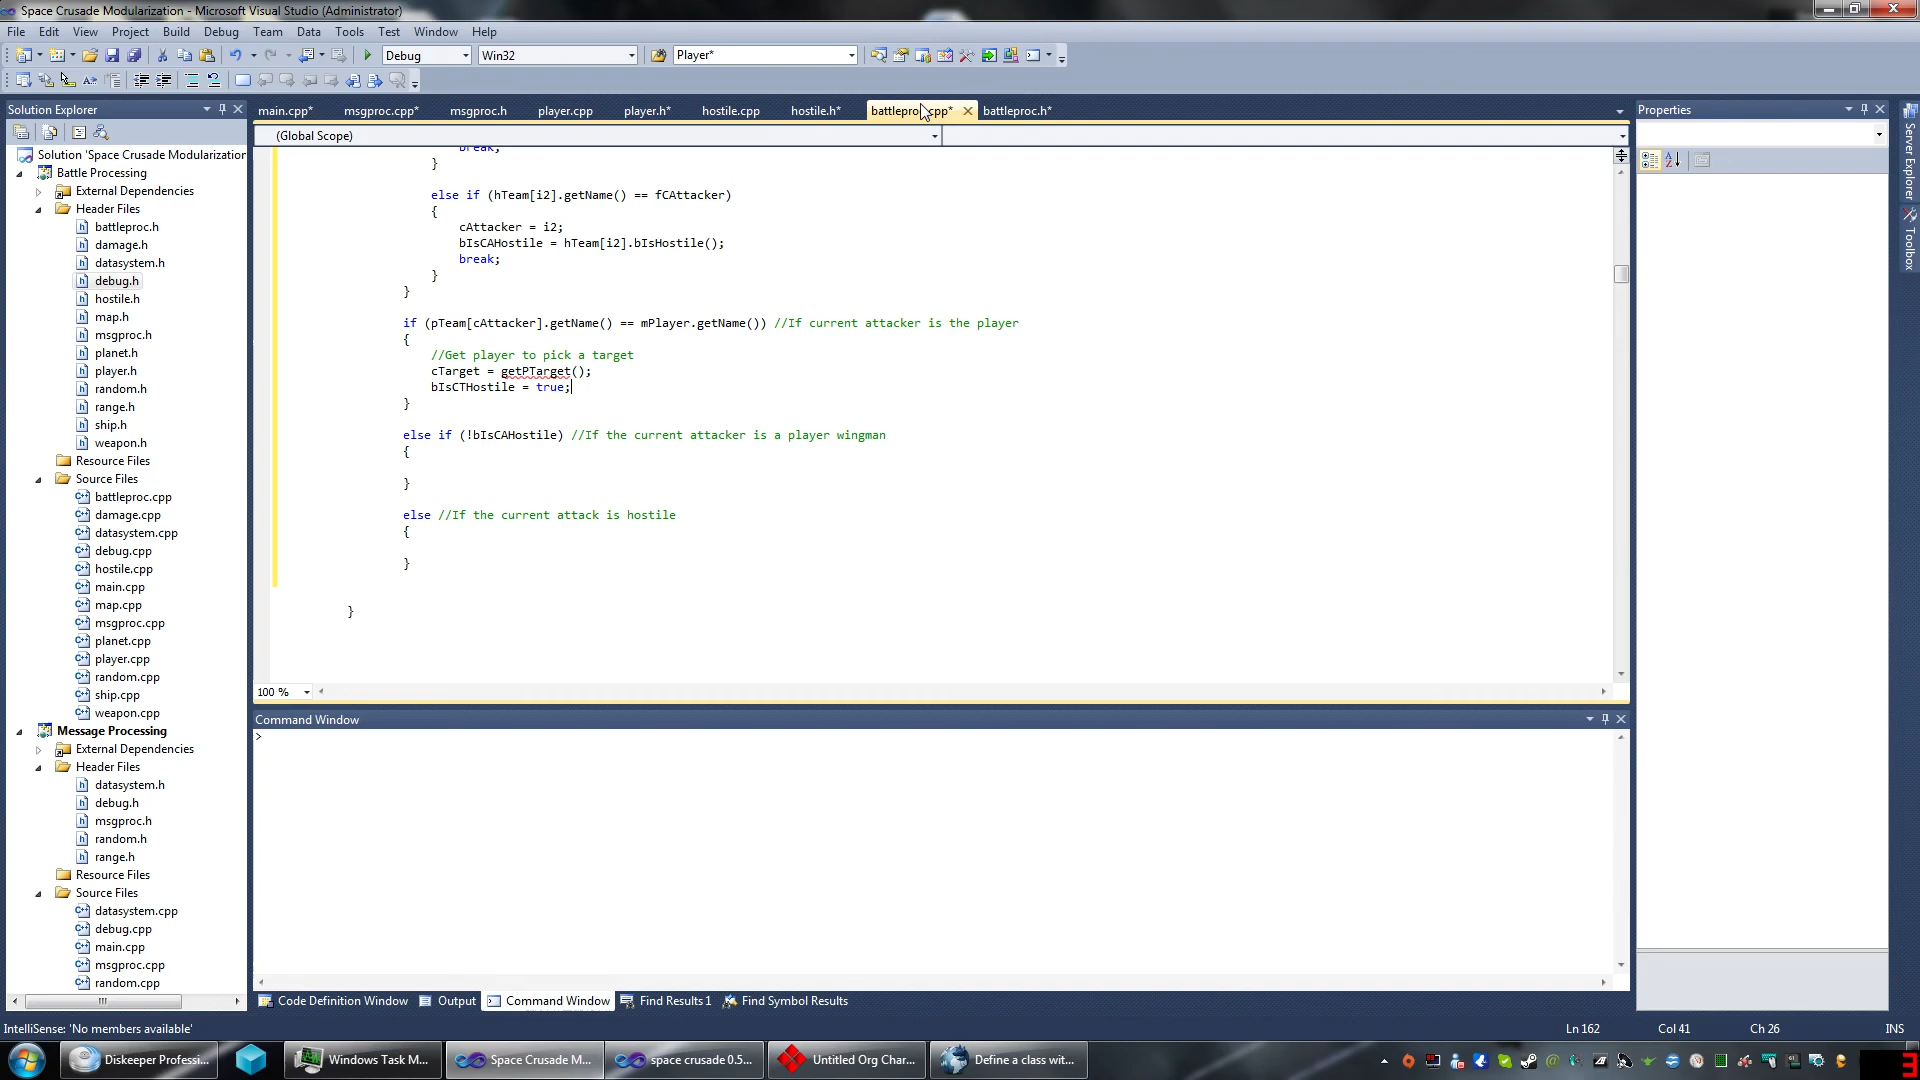 Space Crusade Modularization - Microsoft Visual Studio (Administrator)
File Edit View Project Build Debug Team Data Tools Test Window Help
Debug Win32 Player*
Solution Explorer
main.cpp* msgproc.cpp* msgproc.h player.cpp player.h* hostile.cpp hostile.h* battleproc.cpp* battleproc.h*
Properties
(Global Scope)
Solution 'Space Crusade Modularization
Battle Processing
External Dependencies
Header Files
battleproc.h
damage.h
datasystem.h
debug.h
hostile.h
map.h
msgproc.h
planet.h
player.h
random.h
range.h
ship.h
weapon.h
Resource Files
Source Files
battleproc.cpp
damage.cpp
datasystem.cpp
debug.cpp
hostile.cpp
main.cpp
map.cpp
msgproc.cpp
planet.cpp
player.cpp
random.cpp
ship.cpp
weapon.cpp
Message Processing
External Dependencies
Header Files
datasystem.h
debug.h
msgproc.h
random.h
range.h
Resource Files
Source Files
datasystem.cpp
debug.cpp
main.cpp
msgproc.cpp
random.cpp
break;
}
else if (hTeam[i2].getName() == fCAttacker)
{
cAttacker = i2;
bIsCAHostile = hTeam[i2].bIsHostile();
break;
}
}
if (pTeam[cAttacker].getName() == mPlayer.getName()) //If current attacker is the player
{
//Get player to pick a target
cTarget = getPTarget();
bIsCTHostile = true;
}
else if (!bIsCAHostile) //If the current attacker is a player wingman
{
}
else //If the current attack is hostile
{
}
}
100 %
Command Window
>
Code Definition Window Output Command Window Find Results 1 Find Symbol Results
Server Explorer
Toolbox
IntelliSense: 'No members available' Ln 162 Col 41 Ch 26 INS
Diskeeper Professi... Windows Task M... Space Crusade M... space crusade 0.5... Untitled Org Char... Define a class wit...
3